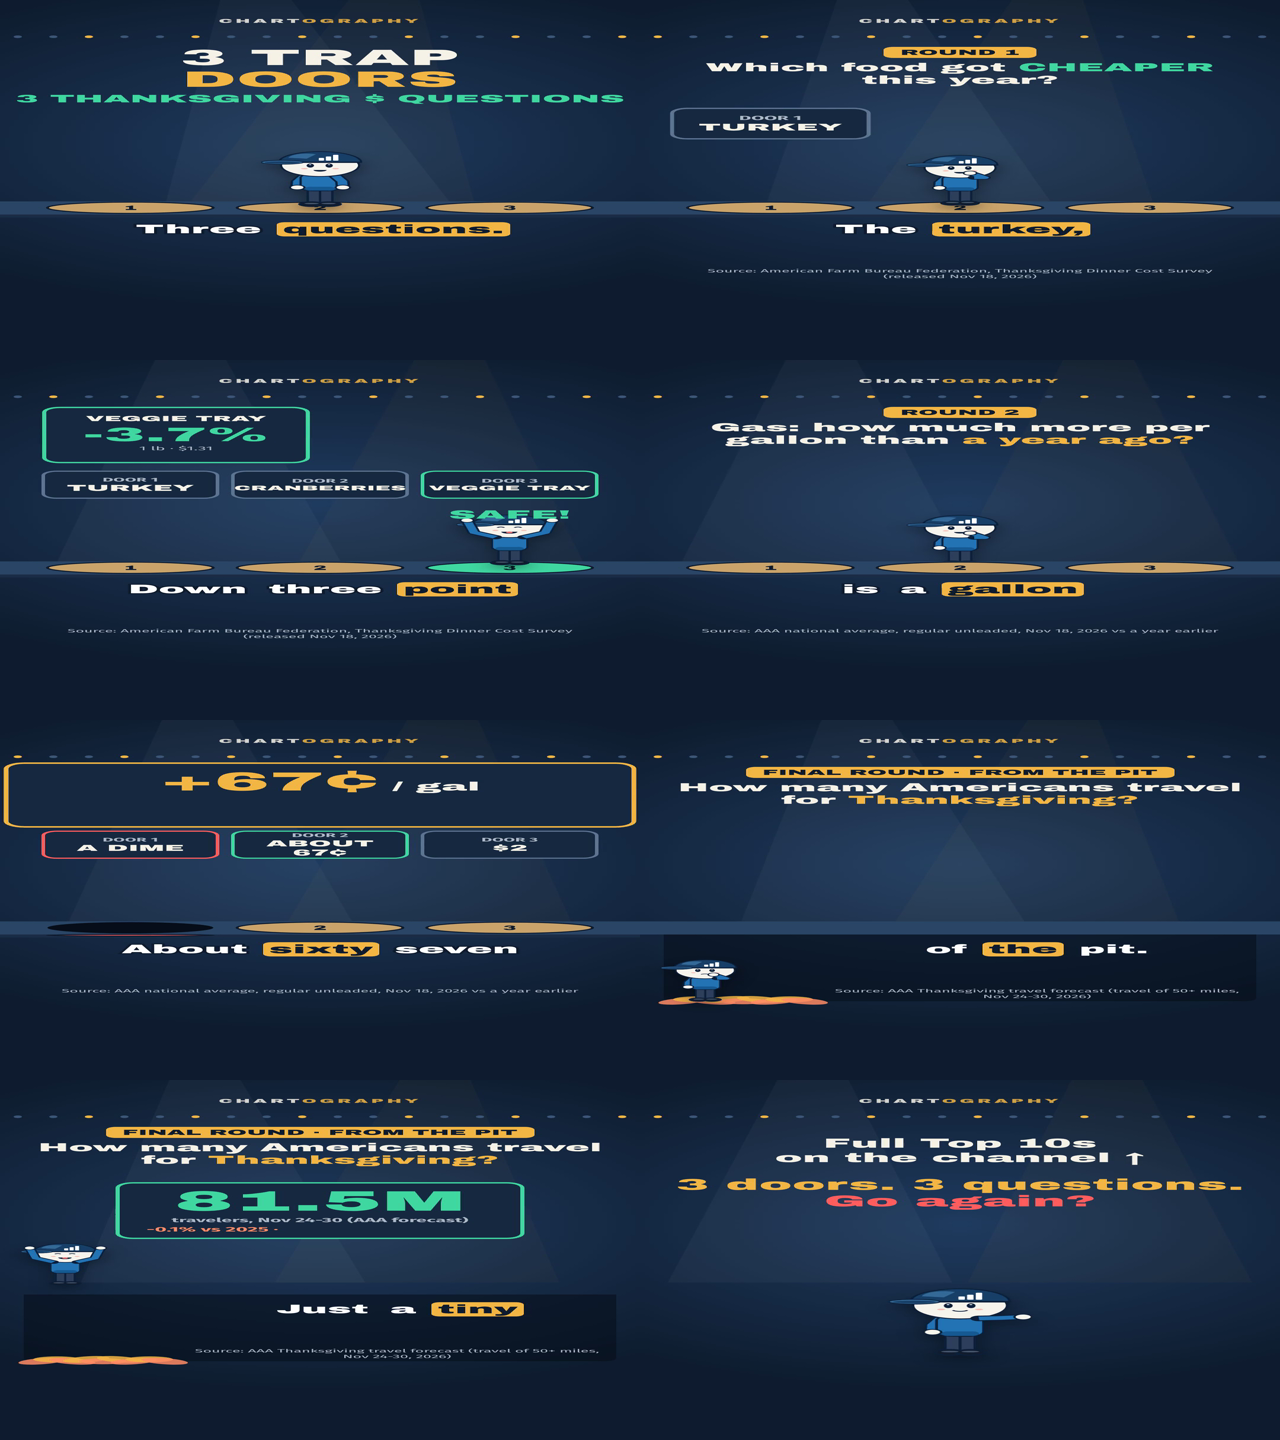 CHARTOGRAPHY
3 TRAP
DOORS
3 THANKSGIVING $ QUESTIONS
1 2 3
Three questions.
CHARTOGRAPHY
ROUND 1
Which food got CHEAPER
this year?
DOOR 1
TURKEY
1 2 3
The turkey,
Source: American Farm Bureau Federation, Thanksgiving Dinner Cost Survey
(released Nov 18, 2026)
CHARTOGRAPHY
VEGGIE TRAY
-3.7%
1 lb · $1.31
DOOR 1
TURKEY
DOOR 2
CRANBERRIES
DOOR 3
VEGGIE TRAY
SAFE!
1 2 3
Down three point
Source: American Farm Bureau Federation, Thanksgiving Dinner Cost Survey
(released Nov 18, 2026)
CHARTOGRAPHY
ROUND 2
Gas: how much more per
gallon than a year ago?
1 2 3
is a gallon
Source: AAA national average, regular unleaded, Nov 18, 2026 vs a year earlier
CHARTOGRAPHY
+67¢ / gal
DOOR 1
A DIME
DOOR 2
ABOUT
67¢
DOOR 3
$2
2 3
About sixty seven
Source: AAA national average, regular unleaded, Nov 18, 2026 vs a year earlier
CHARTOGRAPHY
FINAL ROUND · FROM THE PIT
How many Americans travel
for Thanksgiving?
of the pit.
Source: AAA Thanksgiving travel forecast (travel of 50+ miles,
Nov 24-30, 2026)
CHARTOGRAPHY
FINAL ROUND · FROM THE PIT
How many Americans travel
for Thanksgiving?
81.5M
travelers, Nov 24-30 (AAA forecast)
-0.1% vs 2025 ·
Just a tiny
Source: AAA Thanksgiving travel forecast (travel of 50+ miles,
Nov 24-30, 2026)
CHARTOGRAPHY
Full Top 10s
on the channel ↑
3 doors. 3 questions.
Go again?